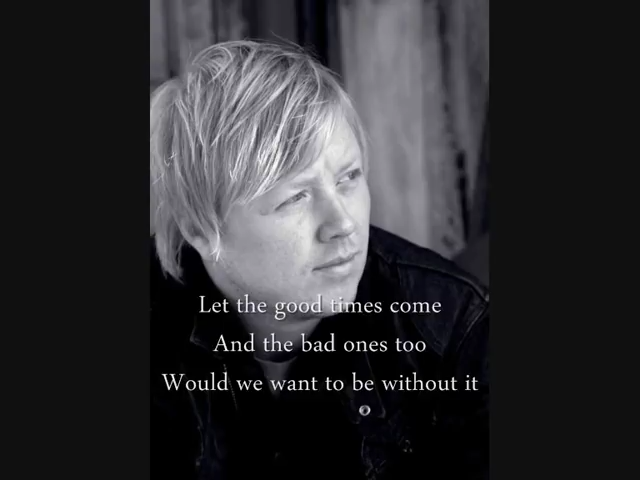 Let the good times come
And the bad ones too
Would we want to be without it